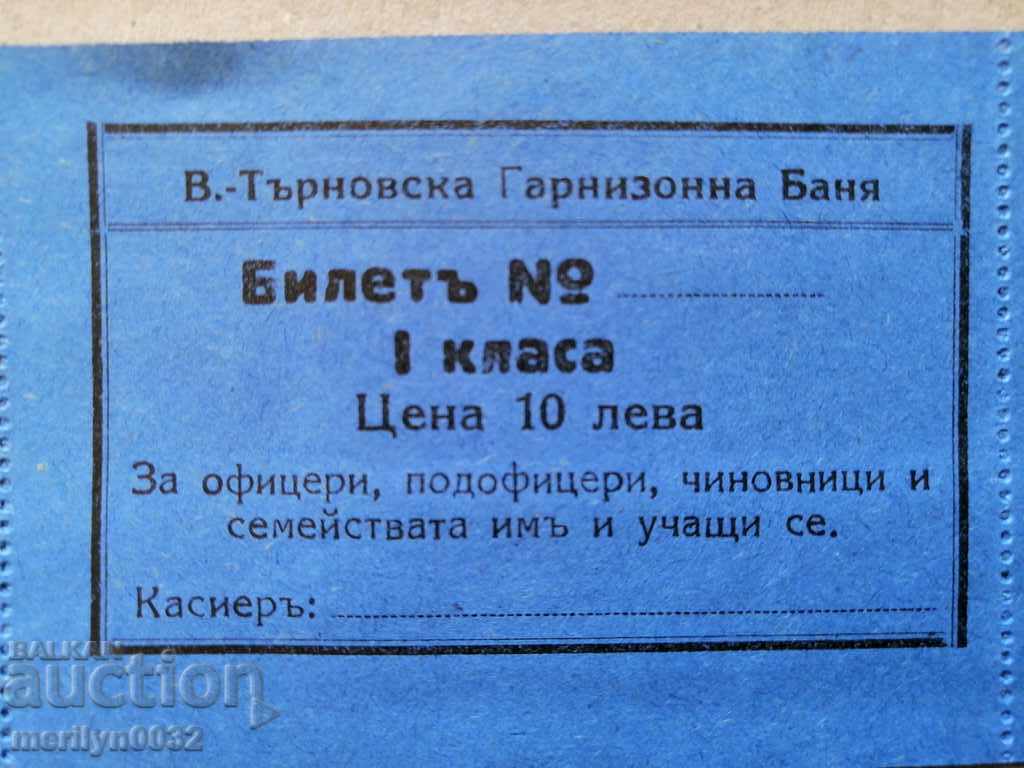 В.-Търновска Гарнизонна Баня
Билетъ № 
I класа
Цена 10 лева
За офицери, подофицери, чиновници и
семействата имъ и учащи се.
Касиеръ:
BALKAN
auction
merilyn0032